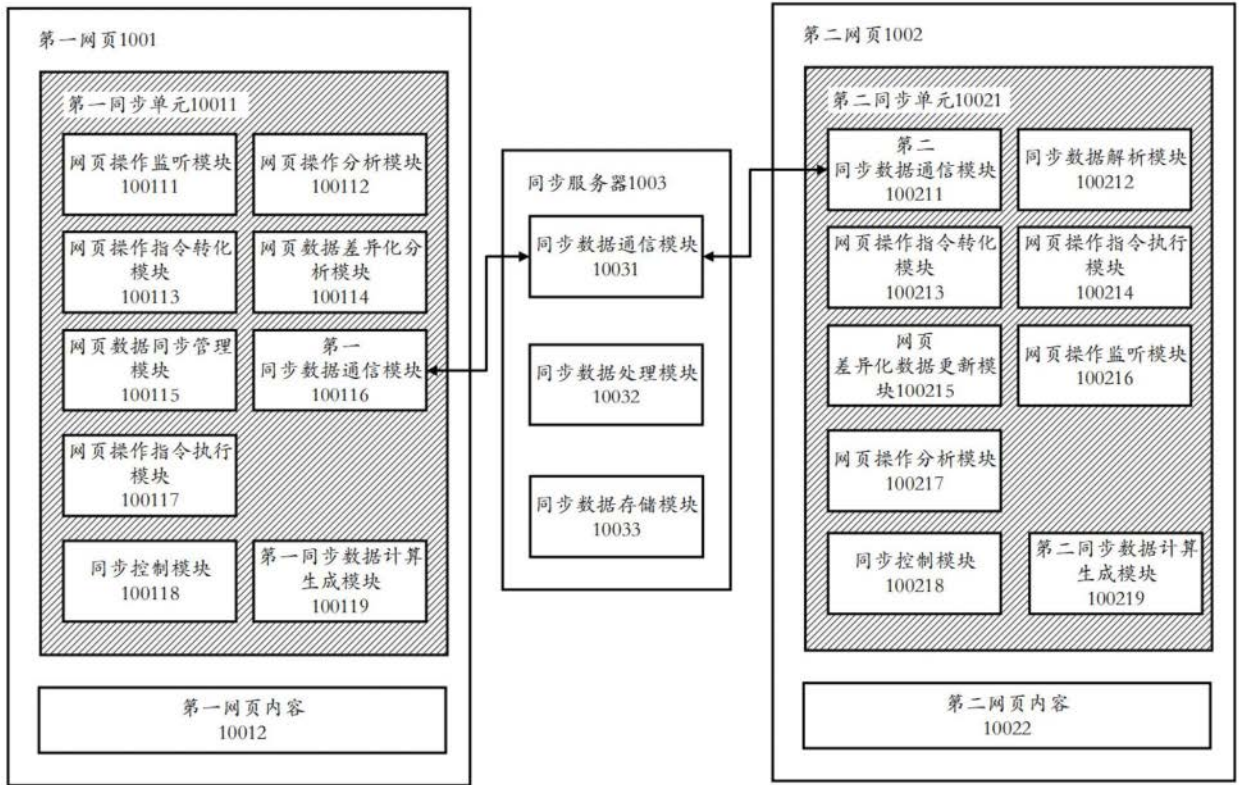 第一网页1001
第一同步单元10011
网页操作监听模块
100111
网页操作分析模块
100112
网页操作指令转化
模块
100113
网页数据差异化分
析模块
100114
网页数据同步管理
模块
100115
第一
同步数据通信模块
100116
网页操作指令执行
模块
100117
同步控制模块
100118
第一同步数据计算
生成模块
100119
第一网页内容
10012
同步服务器1003
同步数据通信模块
10031
同步数据处理模块
10032
同步数据存储模块
10033
第二网页1002
第二同步单元10021
第二
同步数据通信模块
100211
同步数据解析模块
100212
网页操作指令转化
模块
100213
网页操作指令执行
模块
100214
网页
差异化数据更新模
块100215
网页操作监听模块
100216
网页操作分析模块
100217
同步控制模块
100218
第二同步数据计算
生成模块
100219
第二网页内容
10022